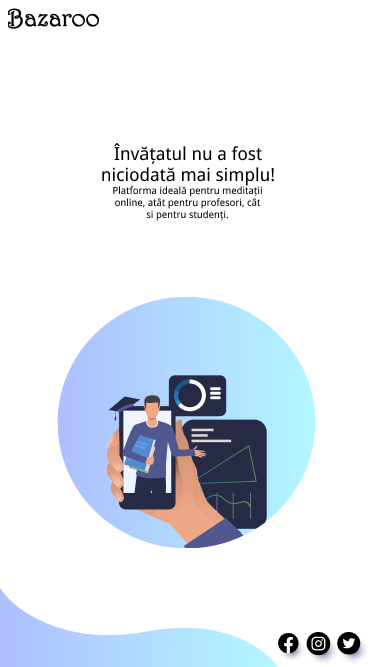 Bazaroo
Învățatul nu a fost
niciodată mai simplu!
Platforma ideală pentru meditații
online, atât pentru profesori, cât
si pentru studenți.